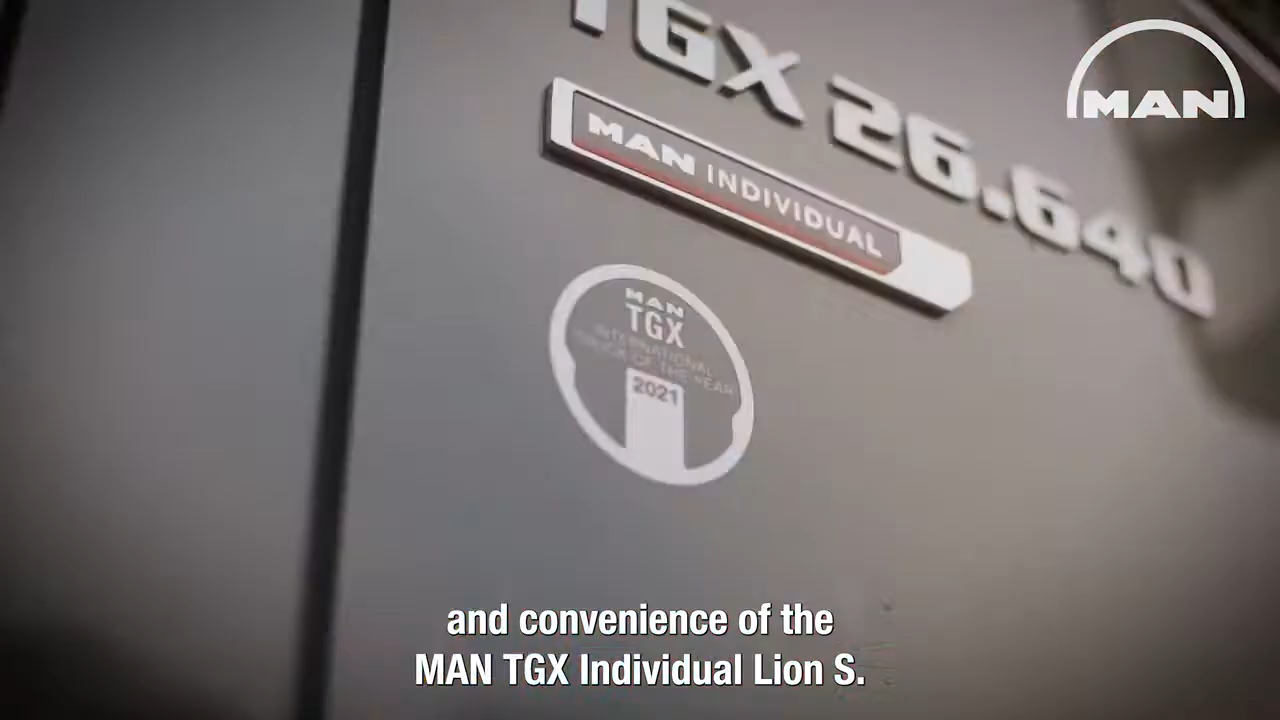 TGX 26.640
MAN
MAN INDIVIDUAL
MAN
TGX
INTERNATIONAL
TRUCK OF THE YEAR
2021
and convenience of the
MAN TGX Individual Lion S.